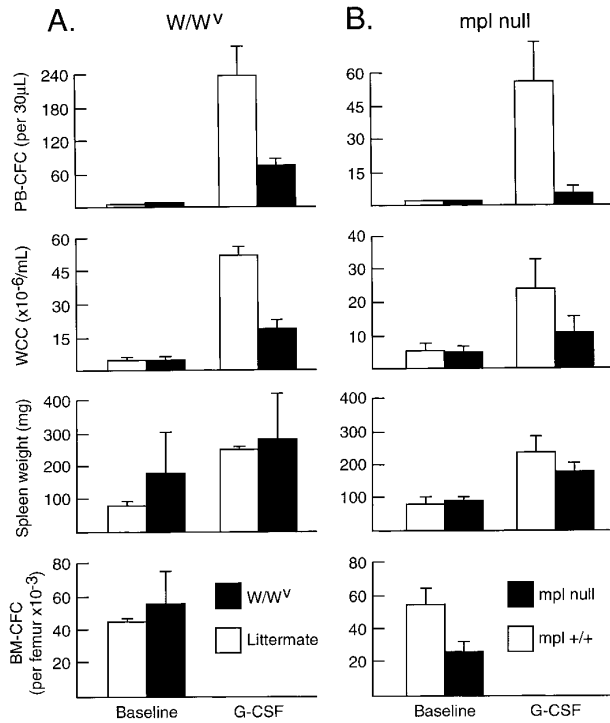 A.
W/Wv
B.
mpl null
PB-CFC (per 30µL)
240
180
120
60
60
45
30
15
WCC (x10-6/mL)
60
45
30
15
40
30
20
10
Spleen weight (mg)
400
300
200
100
400
300
200
100
BM-CFC
(per femur x10-3)
80
60
40
W/Wv
Littermate
80
60
40
20
mpl null
mpl +/+
Baseline
G-CSF
Baseline
G-CSF